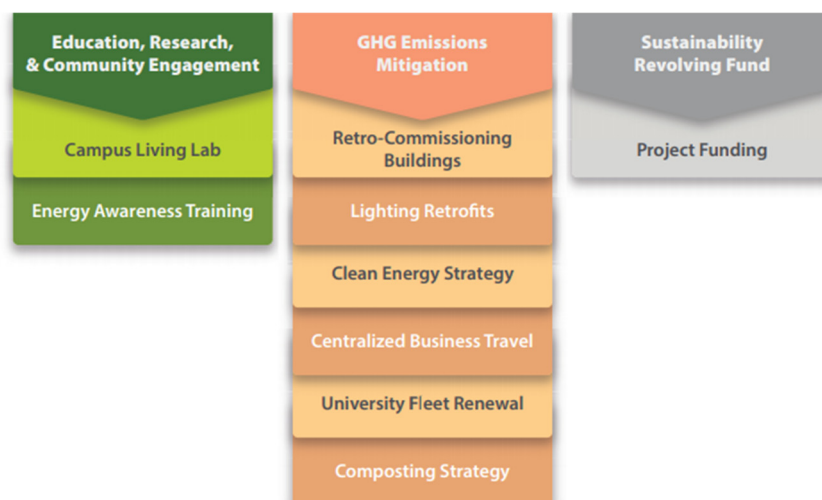 Education, Research,
& Community Engagement
Campus Living Lab
Energy Awareness Training
GHG Emissions
Mitigation
Retro-Commissioning
Buildings
Lighting Retrofits
Clean Energy Strategy
Centralized Business Travel
University Fleet Renewal
Composting Strategy
Sustainability
Revolving Fund
Project Funding